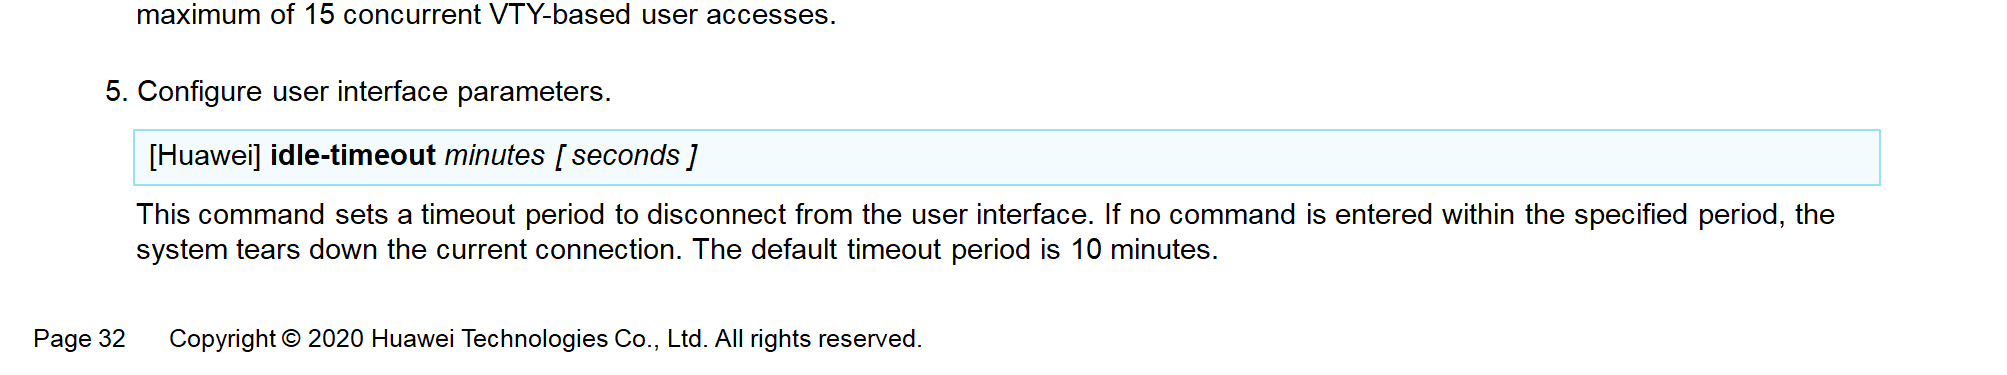 maximum of 15 concurrent VTY-based user accesses.
5. Configure user interface parameters.
[Huawei] idle-timeout minutes [ seconds ]
This command sets a timeout period to disconnect from the user interface. If no command is entered within the specified period, the
system tears down the current connection. The default timeout period is 10 minutes.
Page 32 Copyright © 2020 Huawei Technologies Co., Ltd. All rights reserved.